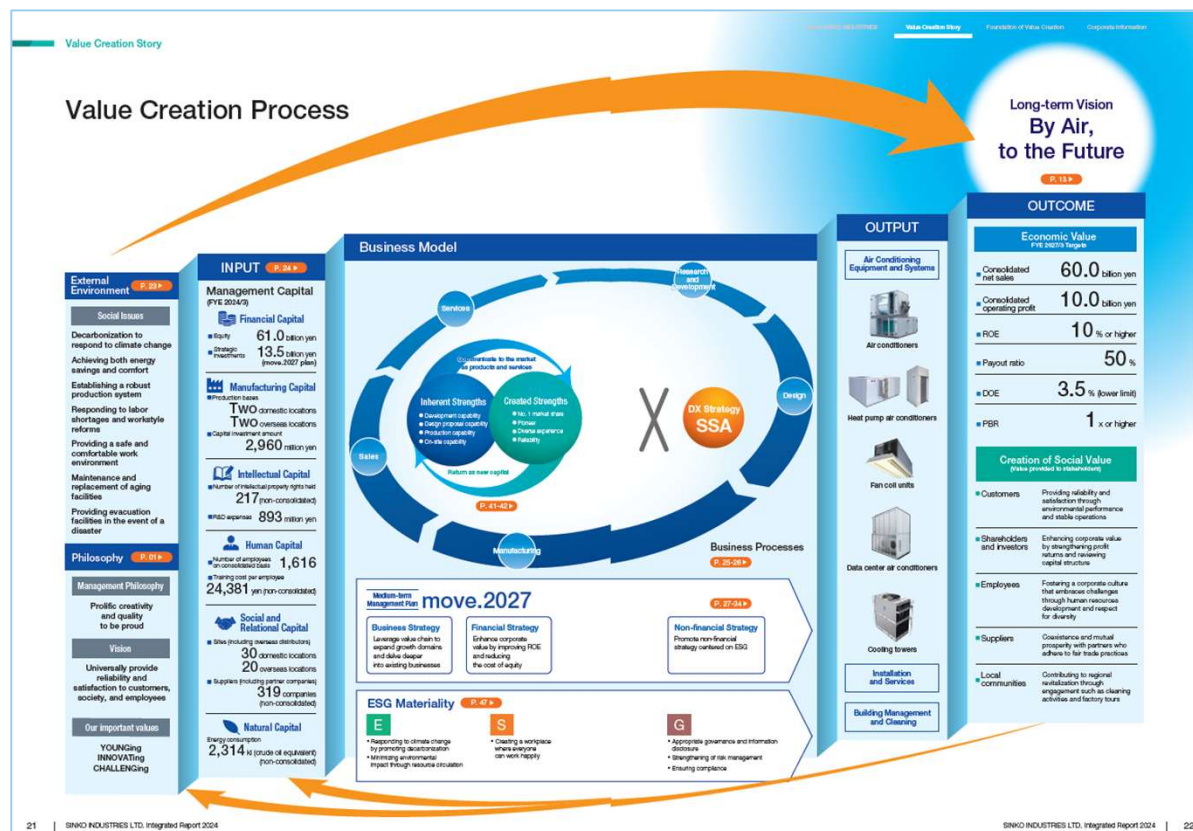 Value Creation Story
Value Creation Story
Foundation of Value Creation
Corporate Information
Value Creation Process
Long-term Vision
By Air,
to the Future
P. 13
External
Environment
P. 23
Social Issues
Decarbonization to
respond to climate change
Achieving both energy
savings and comfort
Establishing a robust
production system
Responding to labor
shortages and workstyle
reforms
Providing a safe and
comfortable work
environment
Maintenance and
replacement of aging
facilities
Providing evacuation
facilities in the event of a
disaster
Philosophy
P. 01
Management Philosophy
Prolific creativity
and quality
to be proud
Vision
Universally provide
reliability and
satisfaction to customers,
society, and employees
Our important values
YOUNGing
INNOVATing
CHALLENGing
INPUT
P. 24
Management Capital
(FYE 2024/3)
Financial Capital
Equity 61.0 billion yen
Strategic
investments 13.5 billion yen
(move.2027 plan)
Manufacturing Capital
Production bases
Two domestic locations
Two overseas locations
Capital investment amount
2,960 million yen
Intellectual Capital
Number of intellectual property rights held
217 (non-consolidated)
R&D expenses 893 million yen
Human Capital
Number of employees
on consolidated basis 1,616
Training cost per employee
24,381 yen (non-consolidated)
Social and
Relational Capital
Sites (including overseas distributors)
30 domestic locations
20 overseas locations
Suppliers (including partner companies)
319 companies
(non-consolidated)
Natural Capital
Energy consumption
2,314 kl (crude oil equivalent)
(non-consolidated)
Business Model
Research
and
Development
Services
Design
Sales
Manufacturing
Communicate to the market
as products and services
Inherent Strengths
• Development capability
• Design proposal capability
• Production capability
• On-site capability
Created Strengths
• No. 1 market share
• Pioneer
• Diverse experience
• Reliability
Return as new capital
P. 41-42
X
DX Strategy
SSA
Business Processes
P. 25-26
Medium-term
Management Plan move.2027
P. 27-34
Business Strategy
Leverage value chain to
expand growth domains
and delve deeper
into existing businesses
Financial Strategy
Enhance corporate
value by improving ROE
and reducing
the cost of equity
Non-financial Strategy
Promote non-financial
strategy centered on ESG
ESG Materiality
P. 47
E
• Responding to climate change
by promoting decarbonization
• Minimizing environmental
impact through resource circulation
S
• Creating a workplace
where everyone
can work happily
G
• Appropriate governance and information
disclosure
• Strengthening of risk management
• Ensuring compliance
OUTPUT
Air Conditioning
Equipment and Systems
Air conditioners
Heat pump air conditioners
Fan coil units
Data center air conditioners
Cooling towers
Installation
and Services
Building Management
and Cleaning
OUTCOME
Economic Value
FYE 2027/3 Targets
Consolidated
net sales 60.0 billion yen
Consolidated
operating profit 10.0 billion yen
ROE 10 % or higher
Payout ratio 50 %
DOE 3.5 % (lower limit)
PBR 1 x or higher
Creation of Social Value
(Value provided to stakeholders)
Customers
Providing reliability and
satisfaction through
environmental performance
and stable operations
Shareholders
and investors
Enhancing corporate value
by strengthening profit
returns and reviewing
capital structure
Employees
Fostering a corporate culture
that embraces challenges
through human resources
development and respect
for diversity
Suppliers
Coexistence and mutual
prosperity with partners who
adhere to fair trade practices
Local
communities
Contributing to regional
revitalization through
engagement such as cleaning
activities and factory tours
21 | SINKO INDUSTRIES LTD. Integrated Report 2024
SINKO INDUSTRIES LTD. Integrated Report 2024 | 22